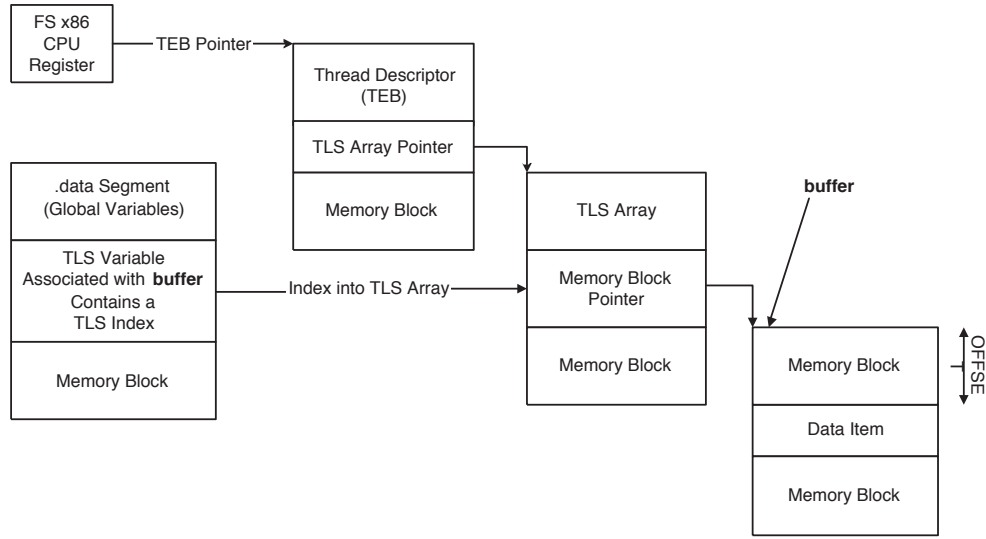 FS x86
CPU
Register
TEB Pointer
Thread Descriptor
(TEB)
TLS Array Pointer
Memory Block
.data Segment
(Global Variables)
TLS Variable
Associated with buffer
Contains a
TLS Index
Memory Block
Index into TLS Array
TLS Array
Memory Block
Pointer
Memory Block
buffer
Memory Block
Data Item
Memory Block
OFFSE